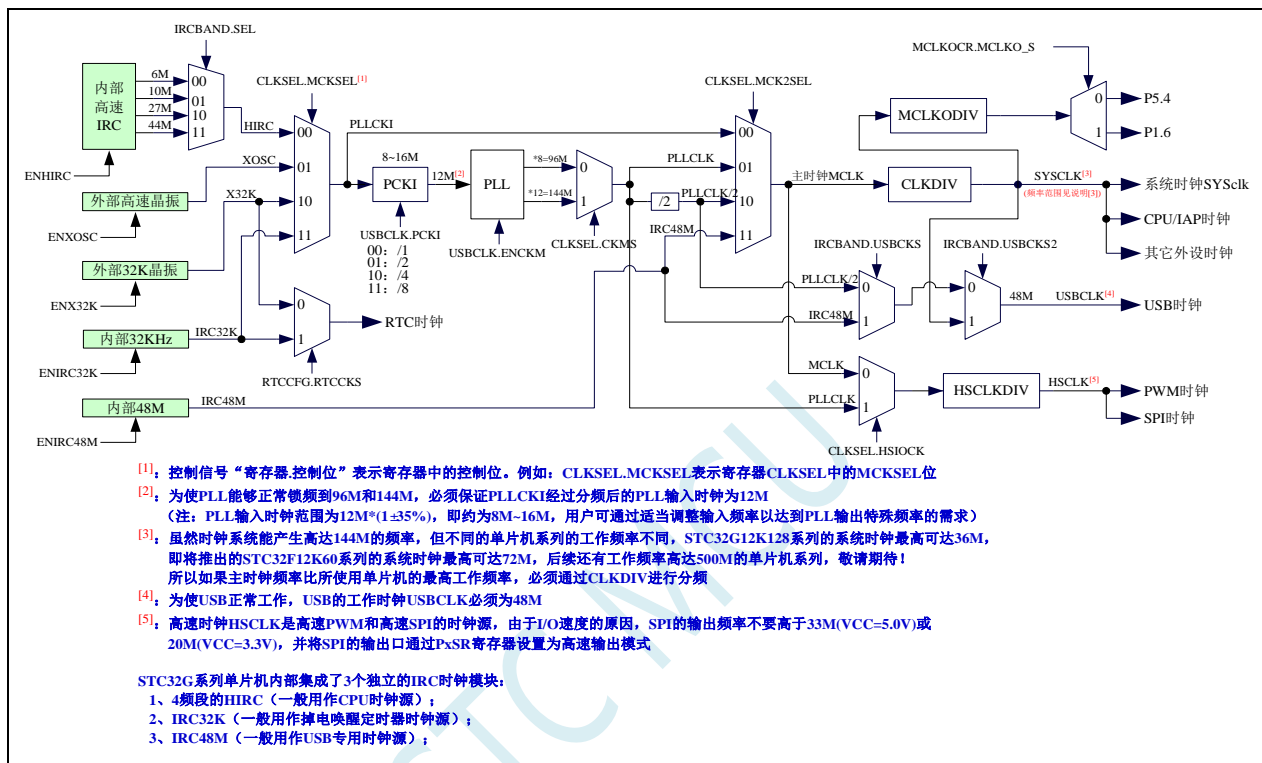 IRCBAND.SEL
内部
高速
IRC
6M
10M
27M
44M
00
01
10
11
HIRC
ENHIRC
CLKSEL.MCKSEL[1]
00
01
10
11
XOSC
X32K
外部高速晶振
ENXOSC
外部32K晶振
ENX32K
内部32KHz
IRC32K
ENIRC32K
内部48M
IRC48M
ENIRC48M
0
1
RTC时钟
RTCCFG.RTCCKS
PLLCKI
8~16M
PCKI
12M[2]
USBCLK.PCKI
00: /1
01: /2
10: /4
11: /8
PLL
*8=96M
*12=144M
USBCLK.ENCKM
0
1
CLKSEL.CKMS
CLKSEL.MCK2SEL
00
01
10
11
PLLCLK
/2
PLLCLK/2
IRC48M
主时钟MCLK
CLKDIV
MCLKOCR.MCLKO_S
MCLKODIV
0
1
P5.4
P1.6
SYSCLK[3]
(频率范围见说明[3])
系统时钟SYSclk
CPU/IAP时钟
其它外设时钟
IRCBAND.USBCKS
PLLCLK/2
IRC48M
0
1
IRCBAND.USBCKS2
0
1
48M
USBCLK[4]
USB时钟
MCLK
PLLCLK
0
1
CLKSEL.HSIOCK
HSCLKDIV
HSCLK[5]
PWM时钟
SPI时钟
[1]：控制信号“寄存器.控制位”表示寄存器中的控制位。例如：CLKSEL.MCKSEL表示寄存器CLKSEL中的MCKSEL位
[2]：为使PLL能够正常锁频到96M和144M，必须保证PLLCKI经过分频后的PLL输入时钟为12M
（注：PLL输入时钟范围为12M*(1±35%)，即约为8M~16M，用户可通过适当调整输入频率以达到PLL输出特殊频率的需求）
[3]：虽然时钟系统能产生高达144M的频率，但不同的单片机系列的工作频率不同，STC32G12K128系列的系统时钟最高可达36M，
即将推出的STC32F12K60系列的系统时钟最高可达72M，后续还有工作频率高达500M的单片机系列，敬请期待！
所以如果主时钟频率比所使用单片机的最高工作频率，必须通过CLKDIV进行分频
[4]：为使USB正常工作，USB的工作时钟USBCLK必须为48M
[5]：高速时钟HSCLK是高速PWM和高速SPI的时钟源，由于I/O速度的原因，SPI的输出频率不要高于33M(VCC=5.0V)或
20M(VCC=3.3V)，并将SPI的输出口通过PxSR寄存器设置为高速输出模式
STC32G系列单片机内部集成了3个独立的IRC时钟模块：
1、4频段的HIRC（一般用作CPU时钟源）；
2、IRC32K（一般用作掉电唤醒定时器时钟源）；
3、IRC48M（一般用作USB专用时钟源）；
STC MCU